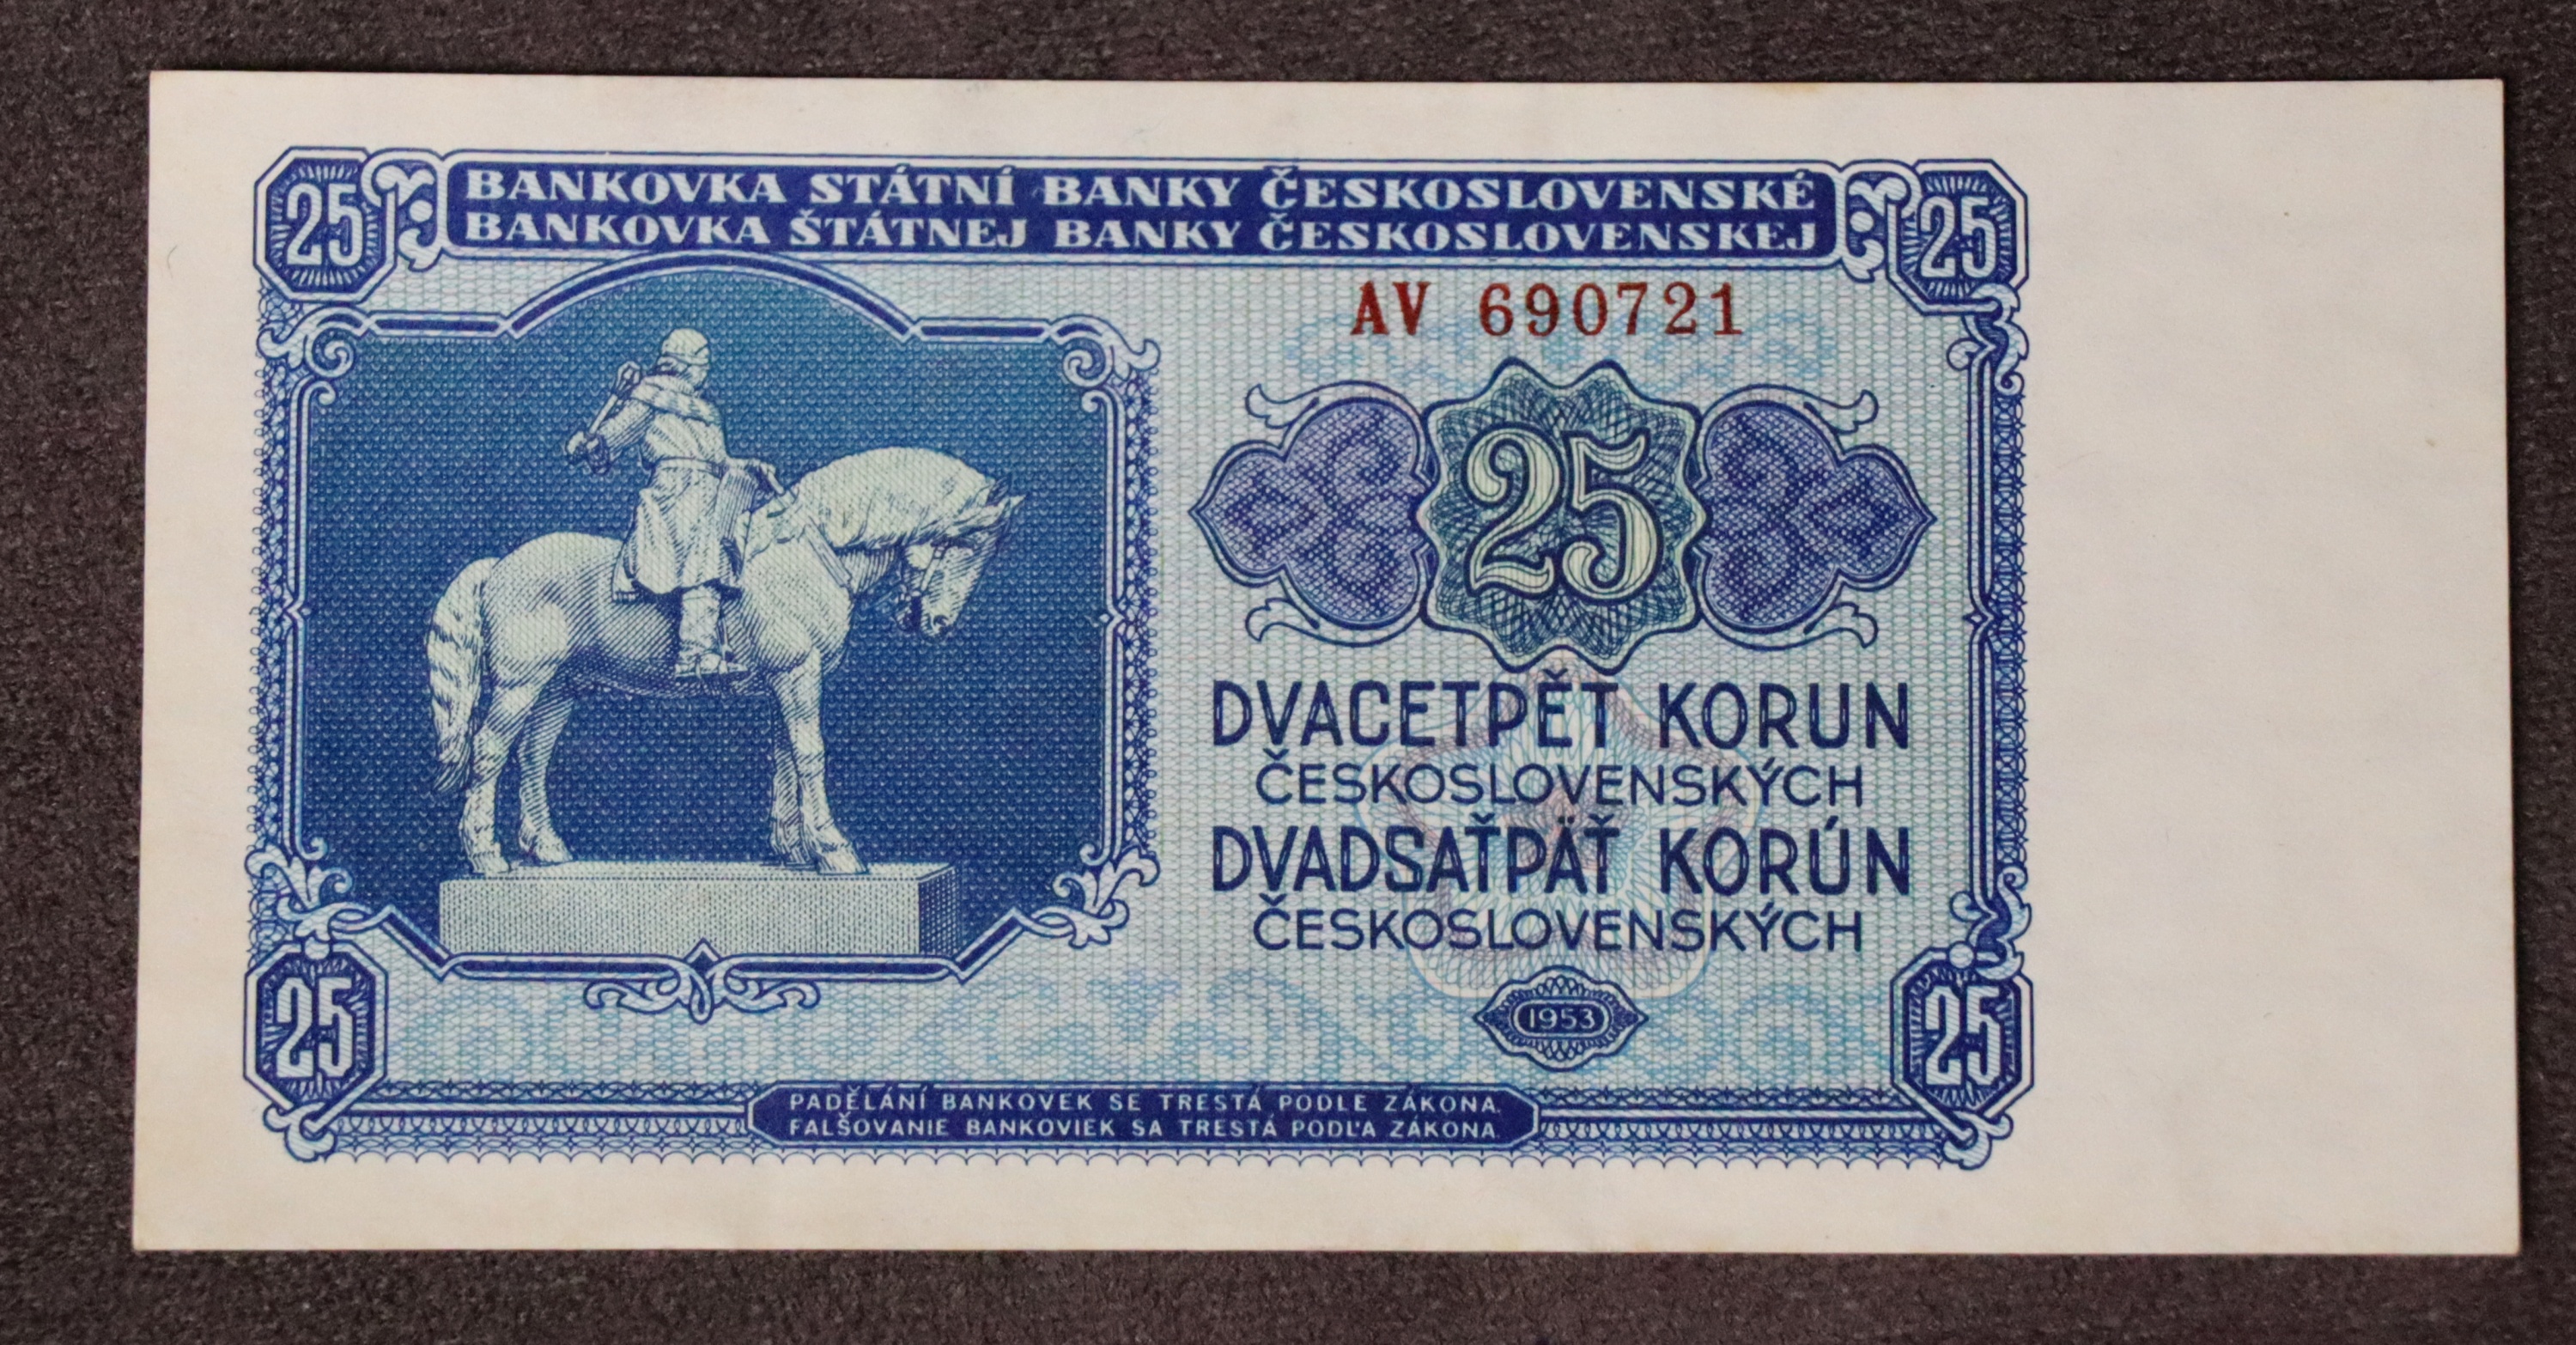 25 BANKOVKA STÁTNÍ BANKY ČESKOSLOVENSKÉ 25
BANKOVKA ŠTÁTNEJ BANKY ČESKOSLOVENSKEJ
AV 690721
25
DVACETPĚT KORUN
ČESKOSLOVENSKÝCH
DVADSAŤPÄŤ KORÚN
ČESKOSLOVENSKÝCH
25 1953 25
PADĚLÁNÍ BANKOVEK SE TRESTÁ PODLE ZÁKONA.
FALŠOVANIE BANKOVIEK SA TRESTÁ PODĽA ZÁKONA.